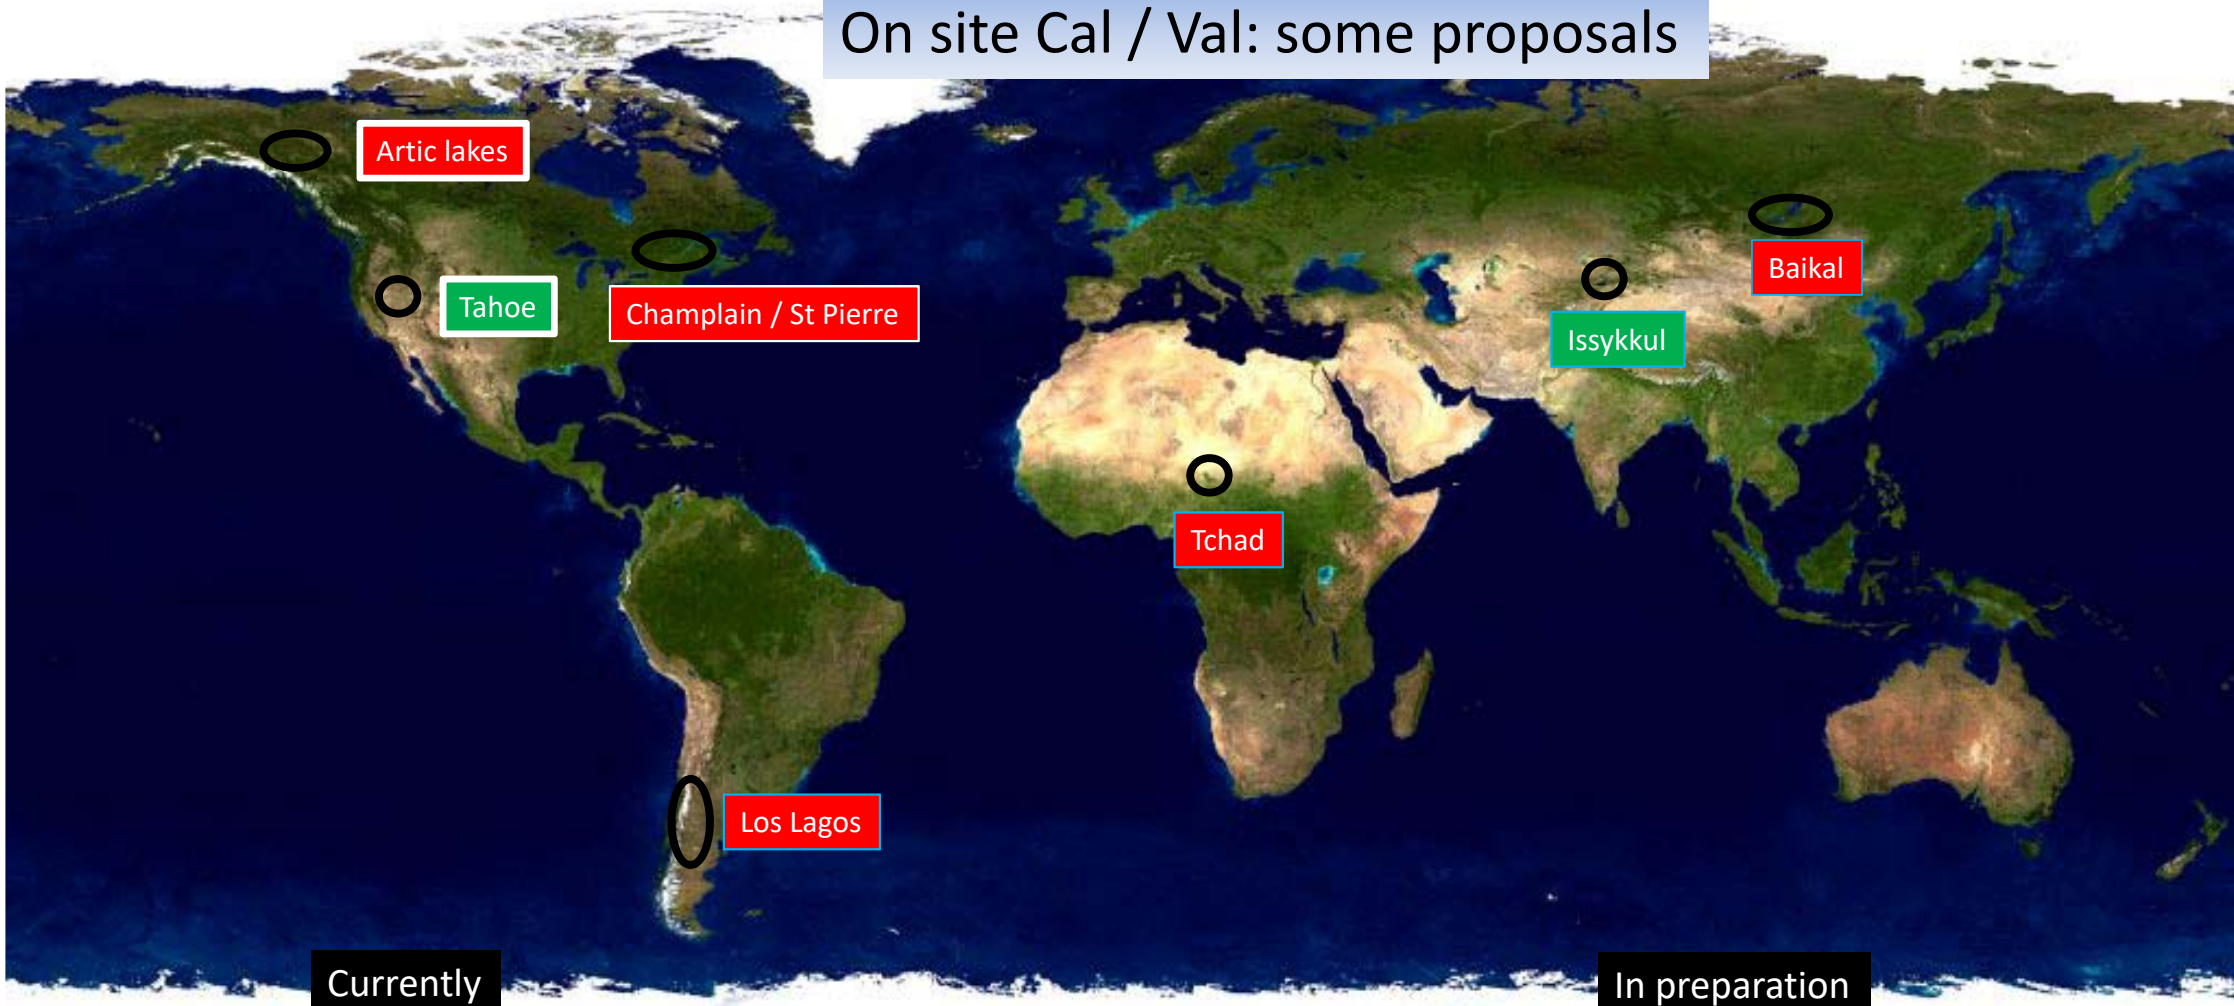 On site Cal / Val: some proposals
Artic lakes
Tahoe
Champlain / St Pierre
Baikal
Issykkul
Tchad
Los Lagos
Currently
In preparation